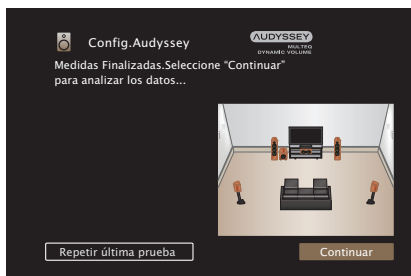 Config.Audyssey
AUDYSSEY
MULTEQ
DYNAMIC VOLUME
Medidas Finalizadas.Seleccione “Continuar”
para analizar los datos...
Repetir última prueba
Continuar